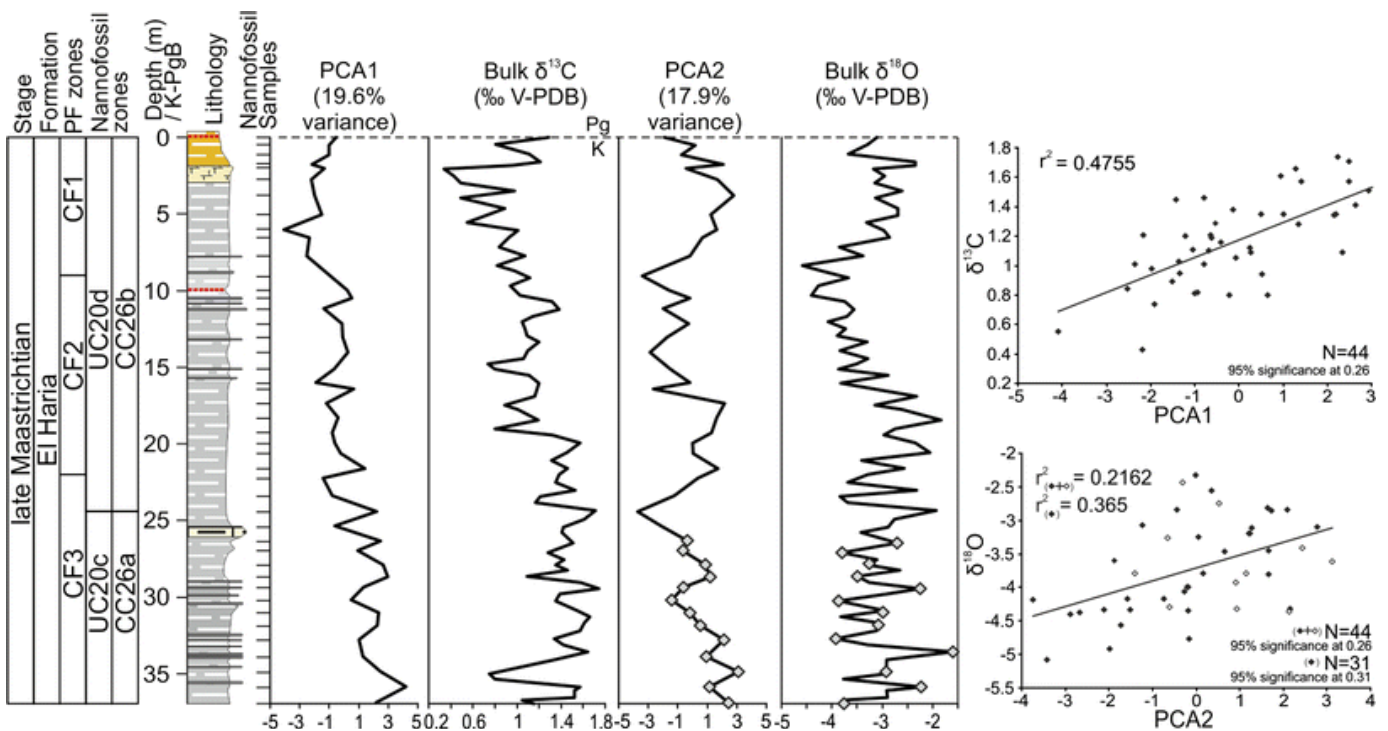 Stage
Formation
PF zones
Nannofossil
zones
Depth (m)
/ K-PgB
Lithology
Nannofossil
Samples
PCA1
(19.6%
variance)
Bulk δ¹³C
(‰ V-PDB)
PCA2
(17.9%
variance)
Bulk δ¹⁸O
(‰ V-PDB)
Pg
K
late Maastrichtian
El Haria
CF1
CF2
CF3
UC20d
UC20c
CC26b
CC26a
0
5
10
15
20
25
30
35
-5 -3 -1 1 3 5
0.2 0.6 1 1.4 1.8
-5 -3 -1 1 3 5
-4 -3 -2
r² = 0.4755
δ¹³C
1.8
1.6
1.4
1.2
1
0.8
0.6
0.4
0.2
N=44
95% significance at 0.26
-5 -4 -3 -2 -1 0 1 2 3
PCA1
r²(◆+◇) = 0.2162
r²(◆) = 0.365
δ¹⁸O
-2
-2.5
-3
-3.5
-4
-4.5
-5
-5.5
(◆+◇) N=44
95% significance at 0.26
(◆) N=31
95% significance at 0.31
-4 -3 -2 -1 0 1 2 3 4
PCA2